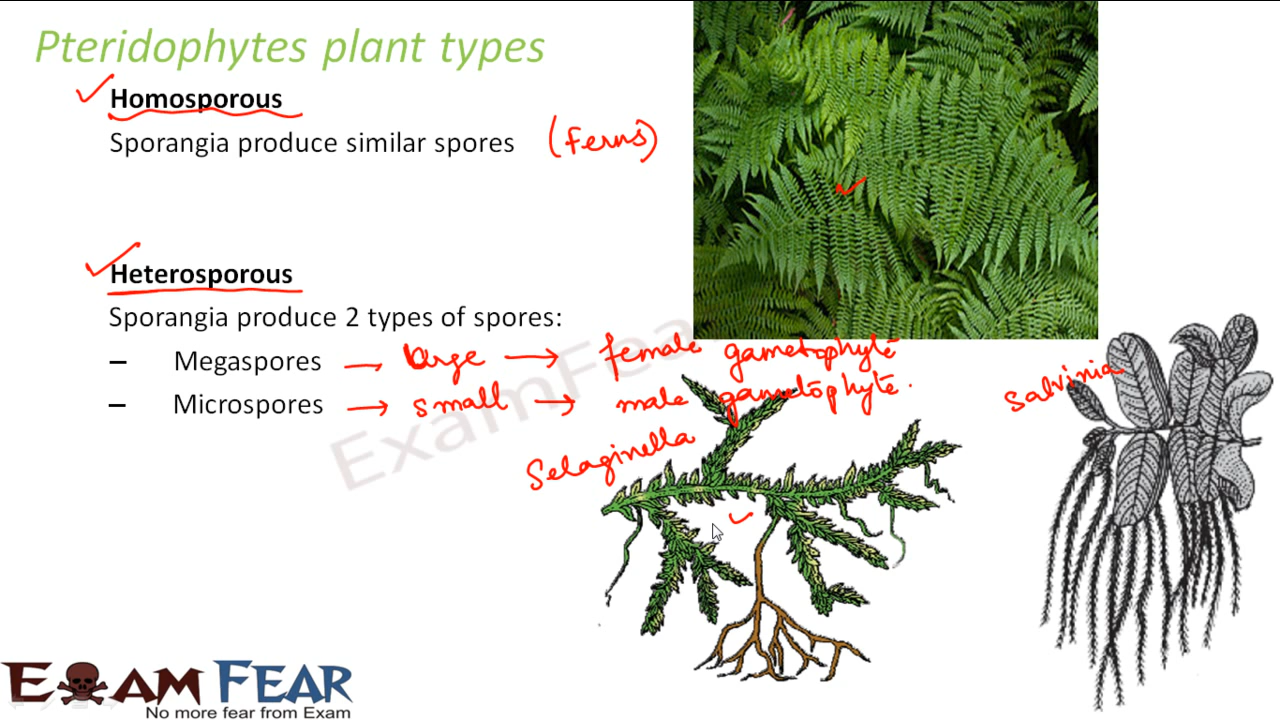 Pteridophytes plant types
Homosporous
Sporangia produce similar spores (Ferns)
Heterosporous
Sporangia produce 2 types of spores:
– Megaspores → large → female gametophyte
– Microspores → small → male gametophyte.
Selaginella
Salvinia
ExamFear
EXAM FEAR
No more fear from Exam